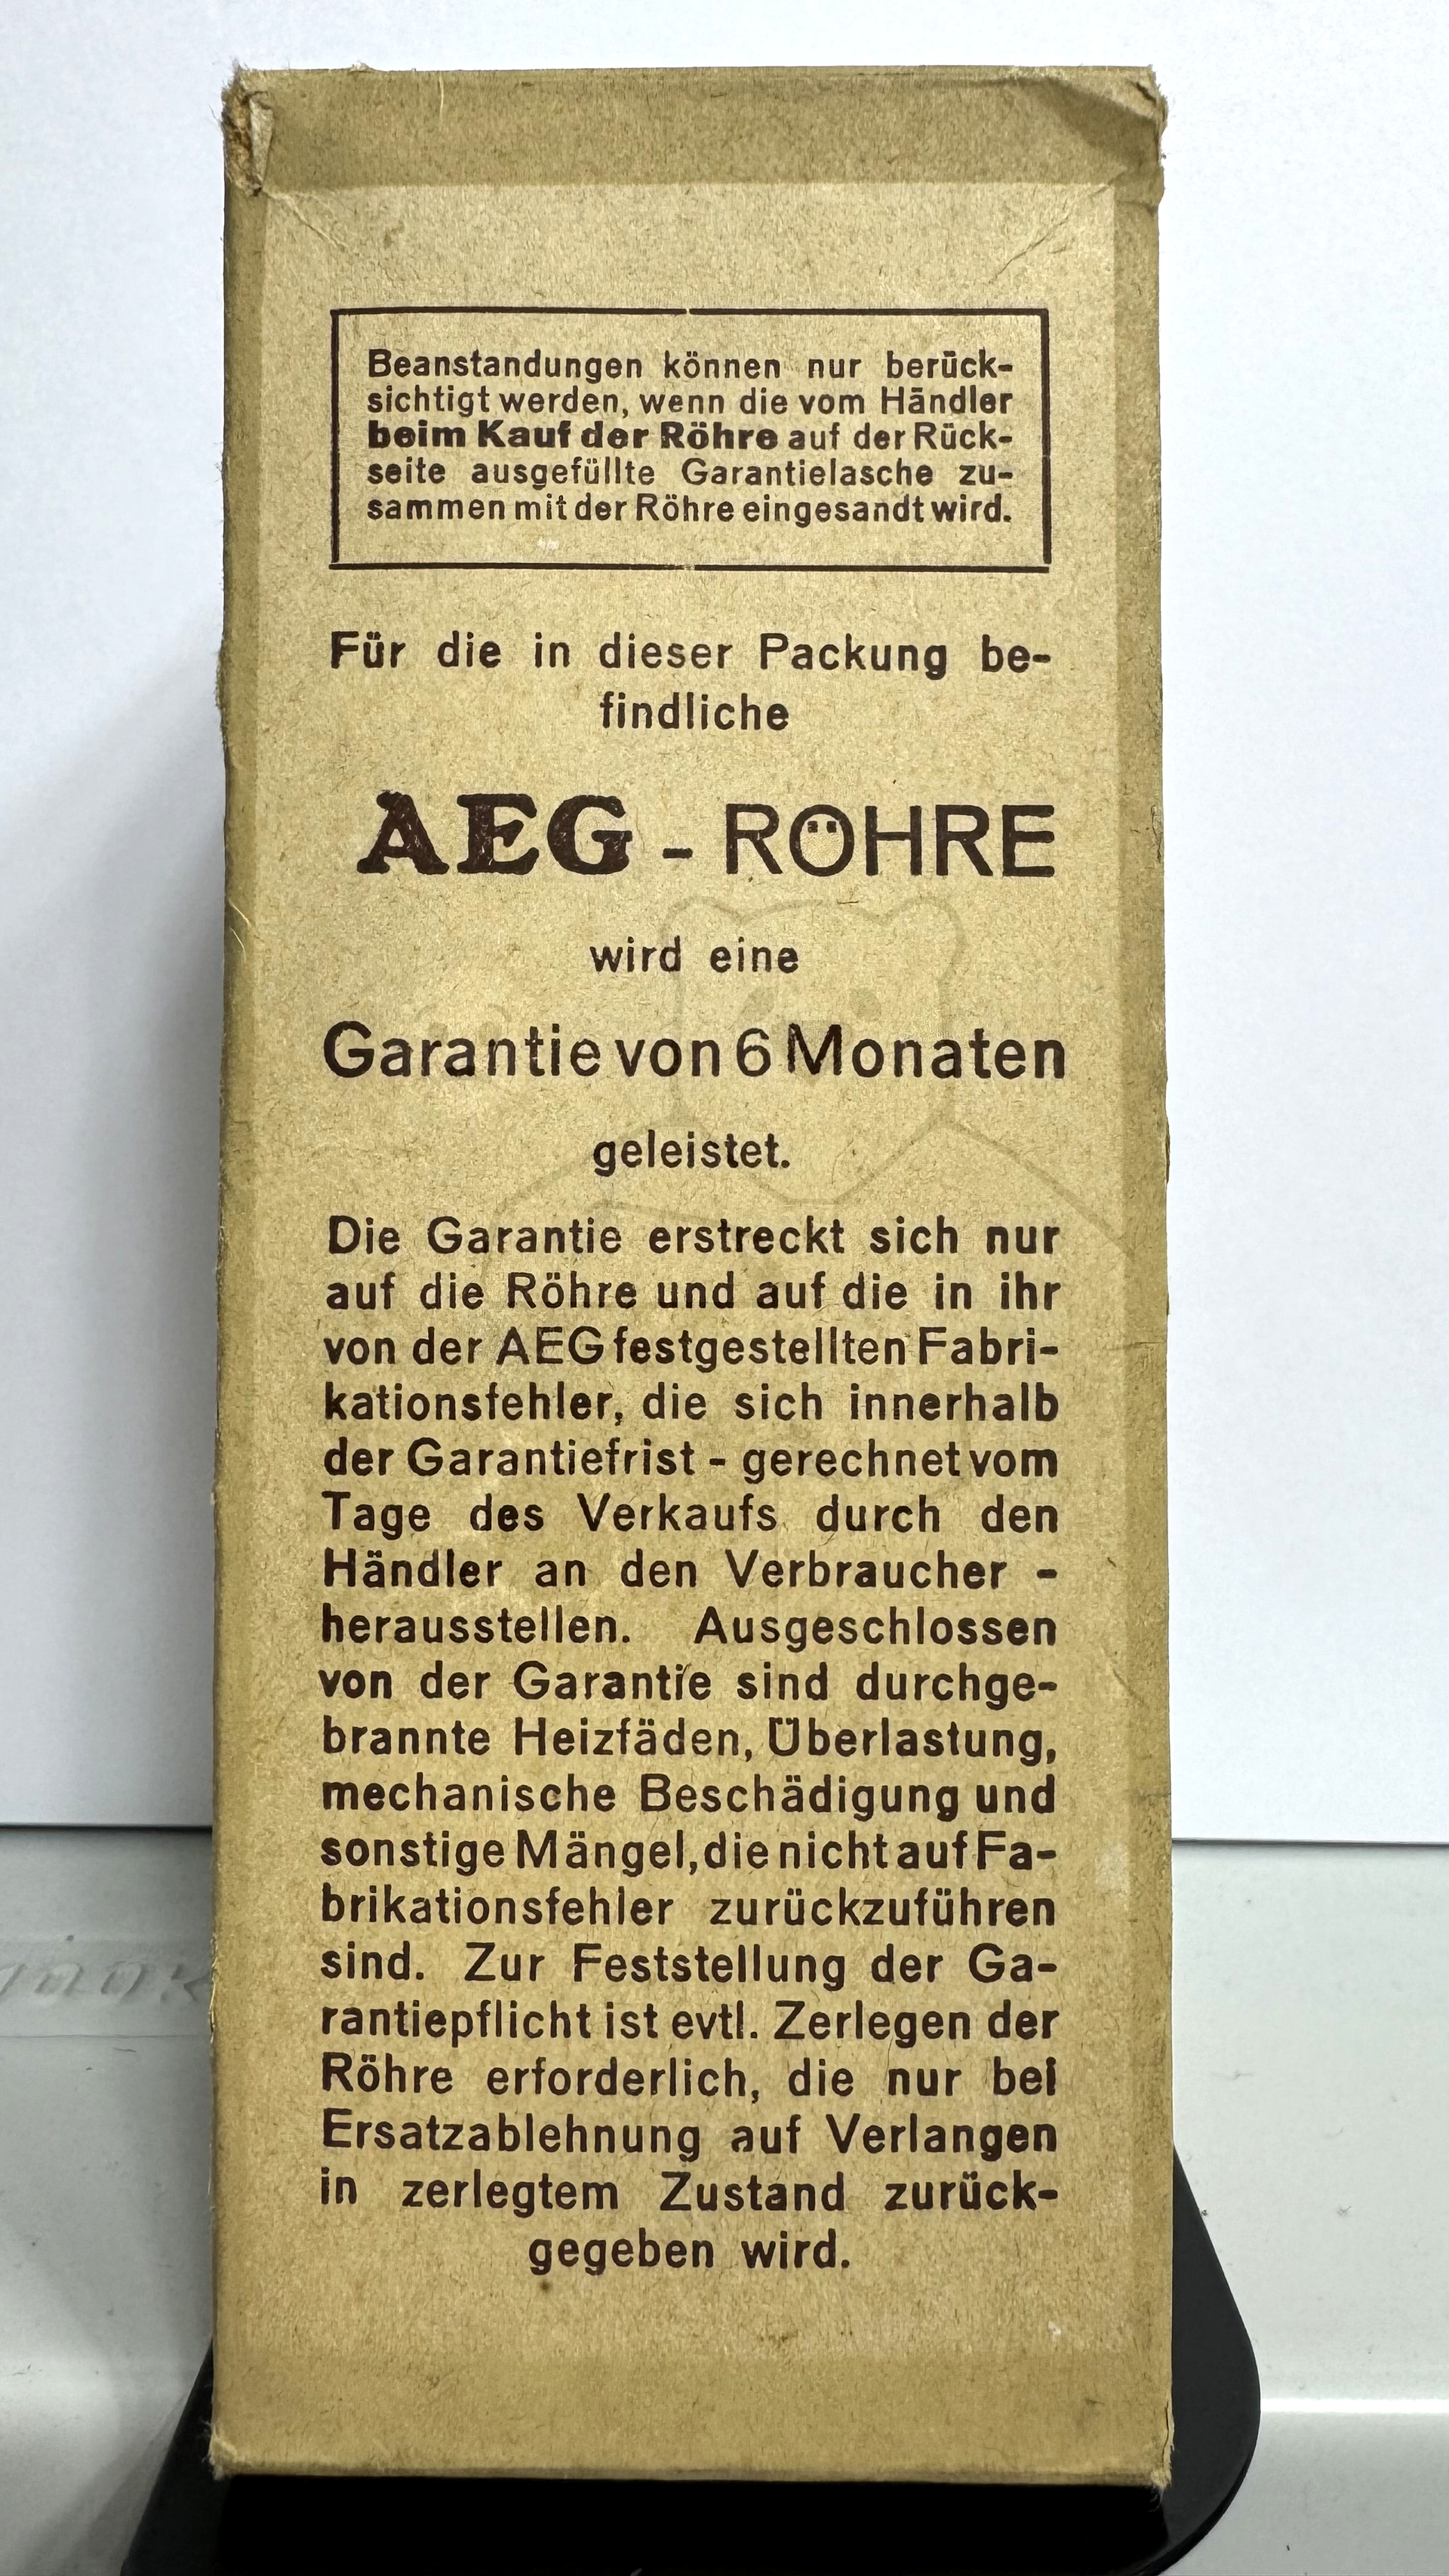 Beanstandungen können nur berück-
sichtigt werden, wenn die vom Händler
beim Kauf der Röhre auf der Rück-
seite ausgefüllte Garantielasche zu-
sammen mit der Röhre eingesandt wird.
Für die in dieser Packung be-
findliche
AEG - RÖHRE
wird eine
Garantie von 6 Monaten
geleistet.
Die Garantie erstreckt sich nur
auf die Röhre und auf die in ihr
von der AEG festgestellten Fabri-
kationsfehler, die sich innerhalb
der Garantiefrist - gerechnet vom
Tage des Verkaufs durch den
Händler an den Verbraucher -
herausstellen. Ausgeschlossen
von der Garantie sind durchge-
brannte Heizfäden, Überlastung,
mechanische Beschädigung und
sonstige Mängel, die nicht auf Fa-
brikationsfehler zurückzuführen
sind. Zur Feststellung der Ga-
rantiepflicht ist evtl. Zerlegen der
Röhre erforderlich, die nur bei
Ersatzablehnung auf Verlangen
in zerlegtem Zustand zurück-
gegeben wird.